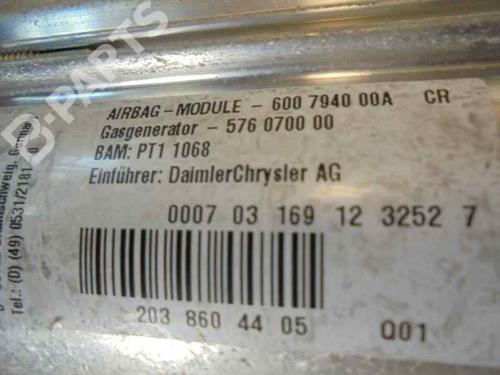 B-PARTS
AIRBAG-MODULE - 600 7940 00A CR
Gasgenerator - 576 0700 00
BAM: PT1 1068
Einführer: DaimlerChrysler AG
0007 03 169 12 3252 7
203 860 44 05 Q01
Tel.: (0) (49) 0531/2181 0